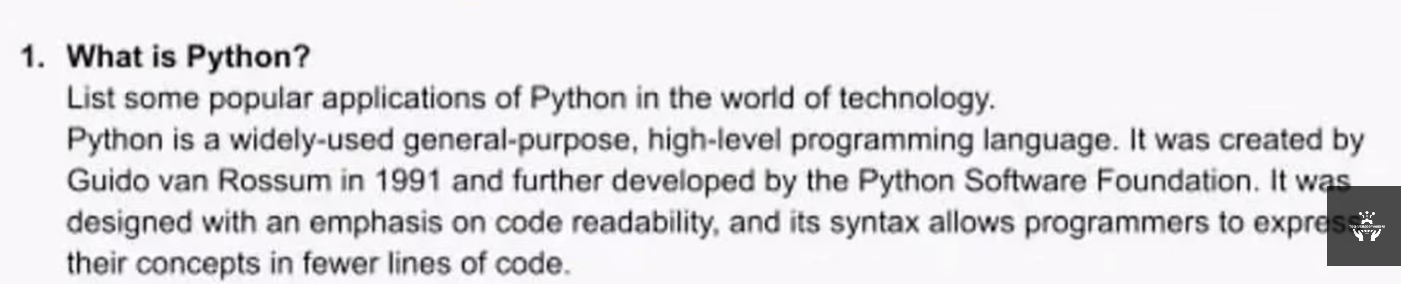 1. What is Python?
List some popular applications of Python in the world of technology.
Python is a widely-used general-purpose, high-level programming language. It was created by
Guido van Rossum in 1991 and further developed by the Python Software Foundation. It was
designed with an emphasis on code readability, and its syntax allows programmers to express
their concepts in fewer lines of code.